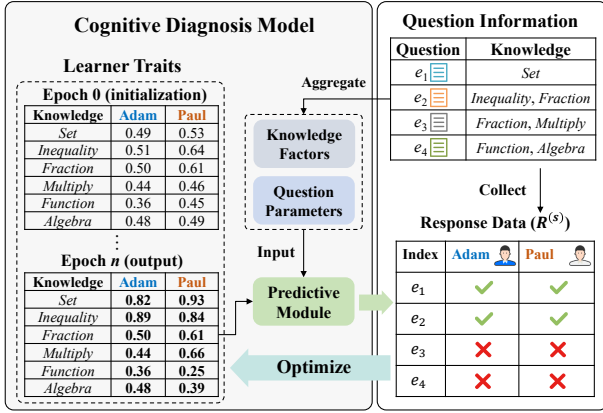 Cognitive Diagnosis Model
Learner Traits
Epoch 0 (initialization)
Knowledge Adam Paul
Set 0.49 0.53
Inequality 0.51 0.64
Fraction 0.50 0.61
Multiply 0.44 0.46
Function 0.36 0.45
Algebra 0.48 0.49
⋮
Epoch n (output)
Knowledge Adam Paul
Set 0.82 0.93
Inequality 0.89 0.84
Fraction 0.50 0.61
Multiply 0.44 0.66
Function 0.36 0.25
Algebra 0.48 0.39
Aggregate
Knowledge
Factors
Question
Parameters
Input
Predictive
Module
Optimize
Question Information
Question Knowledge
e₁ Set
e₂ Inequality, Fraction
e₃ Fraction, Multiply
e₄ Function, Algebra
Collect
Response Data (R⁽ˢ⁾)
Index Adam Paul
e₁ ✓ ✓
e₂ ✓ ✓
e₃ ✗ ✗
e₄ ✗ ✗